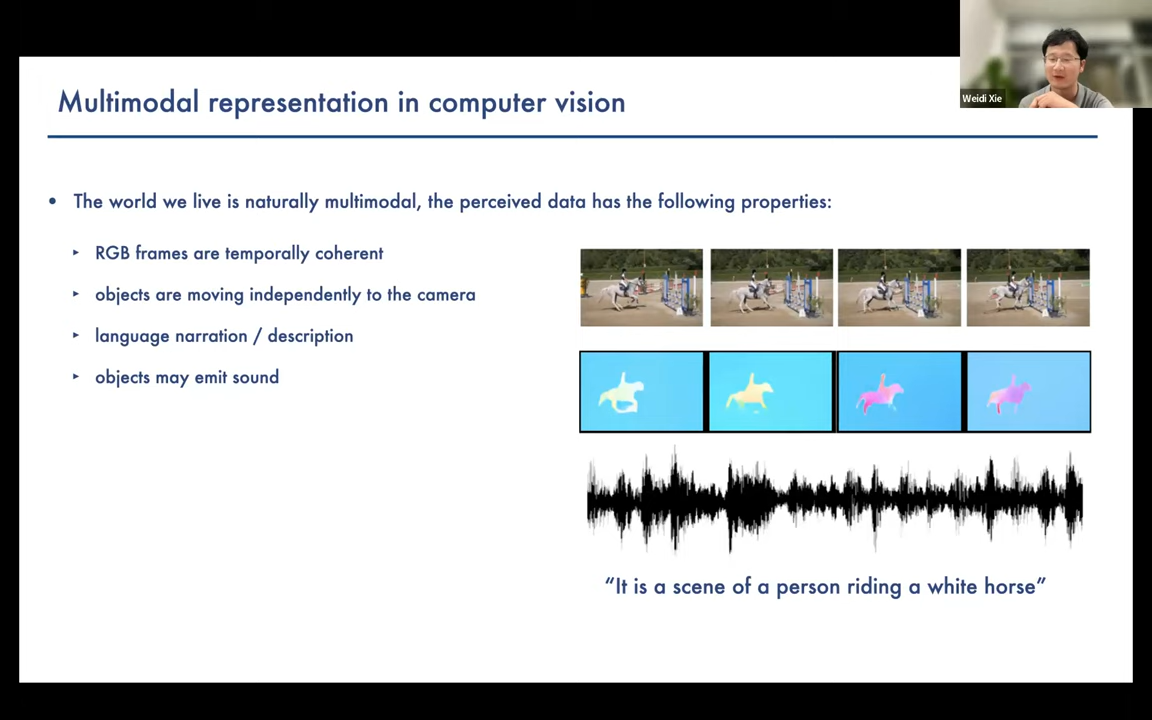 Multimodal representation in computer vision
Weidi Xie
• The world we live is naturally multimodal, the perceived data has the following properties:
‣ RGB frames are temporally coherent
‣ objects are moving independently to the camera
‣ language narration / description
‣ objects may emit sound
“It is a scene of a person riding a white horse”